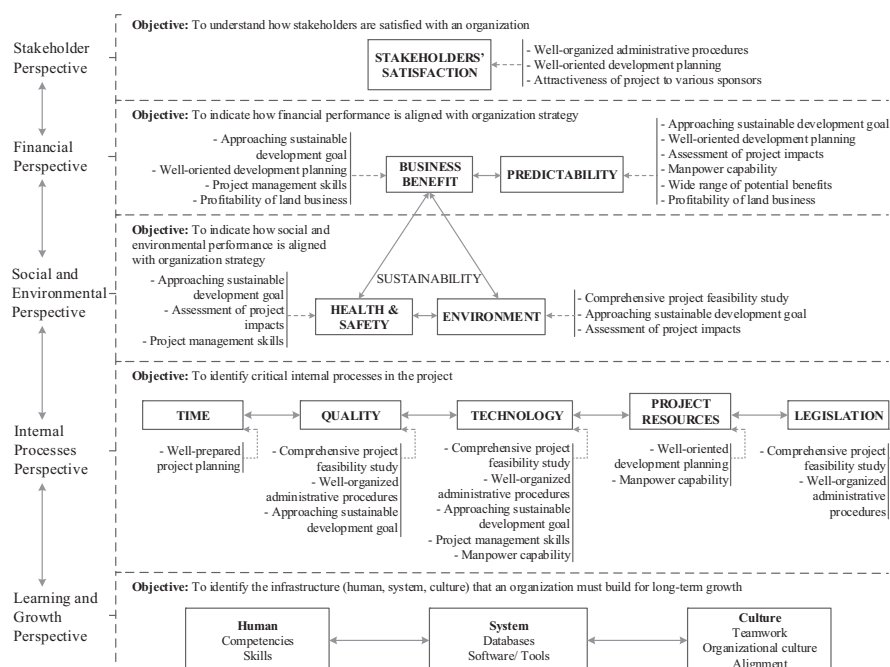 Objective: To understand how stakeholders are satisfied with an organization
Stakeholder
Perspective
STAKEHOLDERS'
SATISFACTION
- Well-organized administrative procedures
- Well-oriented development planning
- Attractiveness of project to various sponsors
Objective: To indicate how financial performance is aligned with organization strategy
Financial
Perspective
- Approaching sustainable
development goal
- Well-oriented development planning
- Project management skills
- Profitability of land business
BUSINESS
BENEFIT
PREDICTABILITY
- Approaching sustainable development goal
- Well-oriented development planning
- Assessment of project impacts
- Manpower capability
- Wide range of potential benefits
- Profitability of land business
Objective: To indicate how social and
environmental performance is aligned
with organization strategy
Social and
Environmental
Perspective
- Approaching sustainable
development goal
- Assessment of project
impacts
- Project management skills
SUSTAINABILITY
HEALTH &
SAFETY
ENVIRONMENT
- Comprehensive project feasibility study
- Approaching sustainable development goal
- Assessment of project impacts
Objective: To identify critical internal processes in the project
Internal
Processes
Perspective
TIME
- Well-prepared
project planning
QUALITY
- Comprehensive project
feasibility study
- Well-organized
administrative procedures
- Approaching sustainable
development goal
TECHNOLOGY
- Comprehensive project
feasibility study
- Well-organized
administrative procedures
- Approaching sustainable
development goal
- Project management skills
- Manpower capability
PROJECT
RESOURCES
- Well-oriented
development planning
- Manpower capability
LEGISLATION
- Comprehensive project
feasibility study
- Well-organized
administrative
procedures
Objective: To identify the infrastructure (human, system, culture) that an organization must build for long-term growth
Learning and
Growth
Perspective
Human
Competencies
Skills
System
Databases
Software/ Tools
Culture
Teamwork
Organizational culture
Alignment